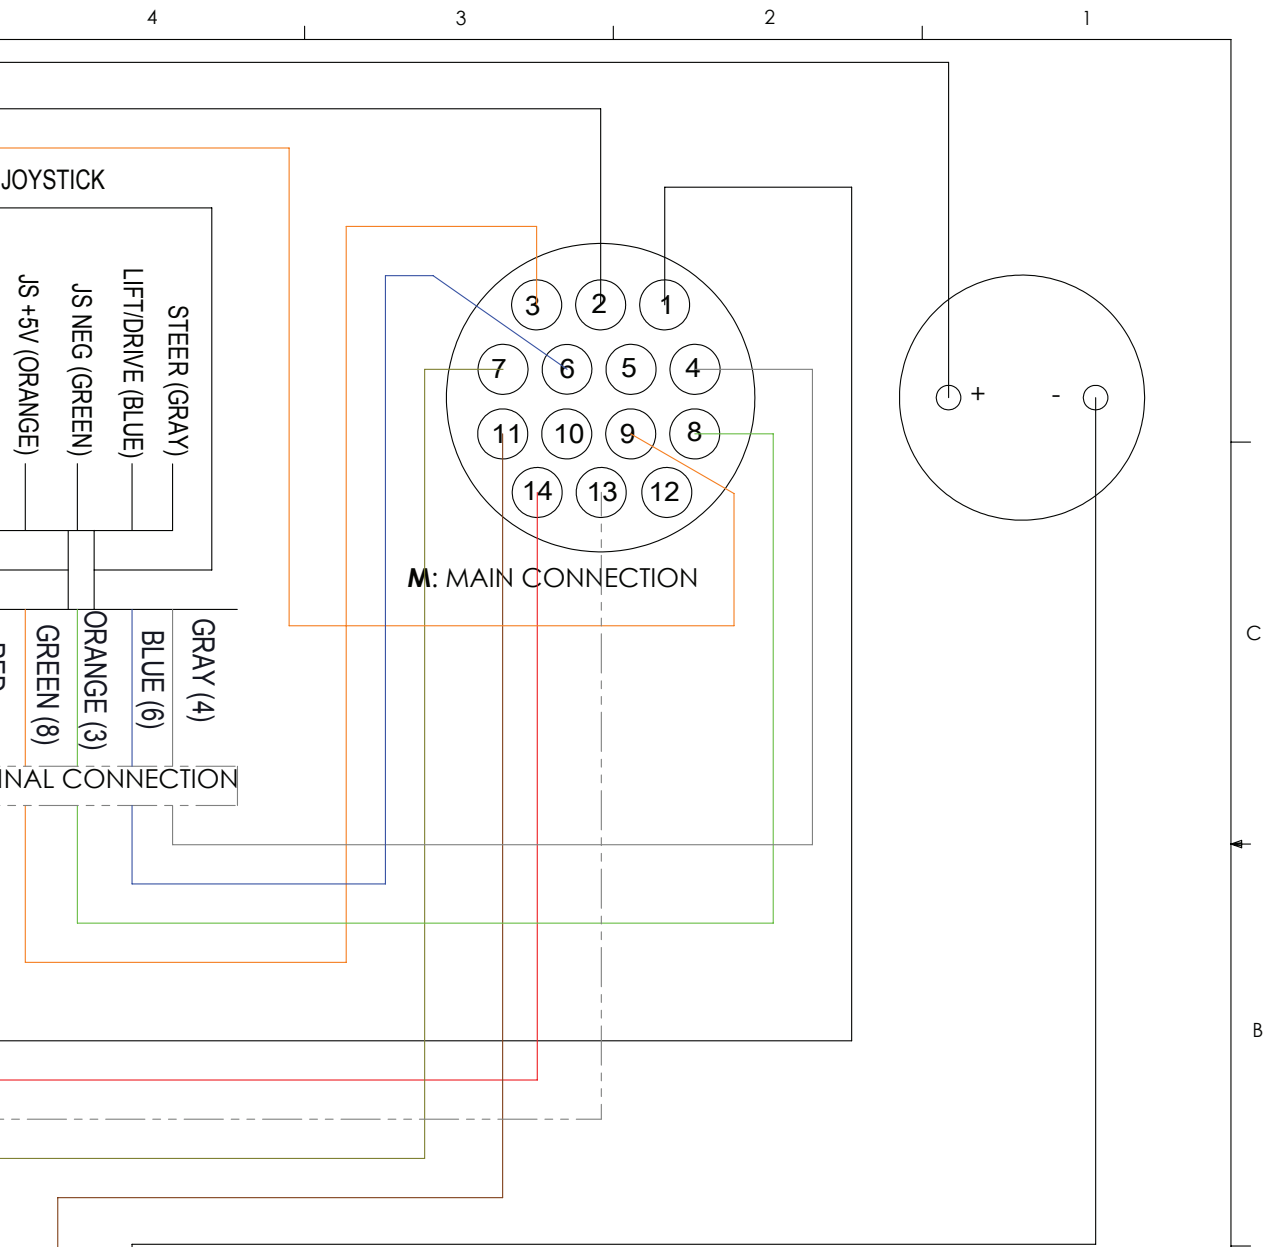 4 3 2 1
JOYSTICK
JS +5V (ORANGE)
JS NEG (GREEN)
LIFT/DRIVE (BLUE)
STEER (GRAY)
3 2 1
7 6 5 4
11 10 9 8
14 13 12
M: MAIN CONNECTION
+ -
C
GREEN (8)
ORANGE (3)
BLUE (6)
GRAY (4)
INAL CONNECTION
B